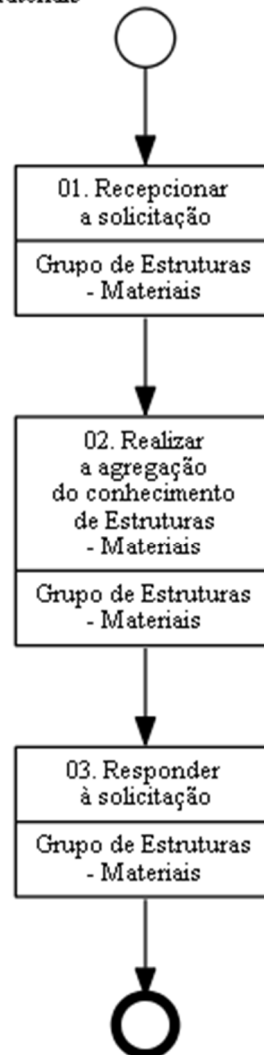 01. Recepcionar
a solicitação
Grupo de Estruturas
- Materiais
02. Realizar
a agregação
do conhecimento
de Estruturas
- Materiais
Grupo de Estruturas
- Materiais
03. Responder
à solicitação
Grupo de Estruturas
- Materiais